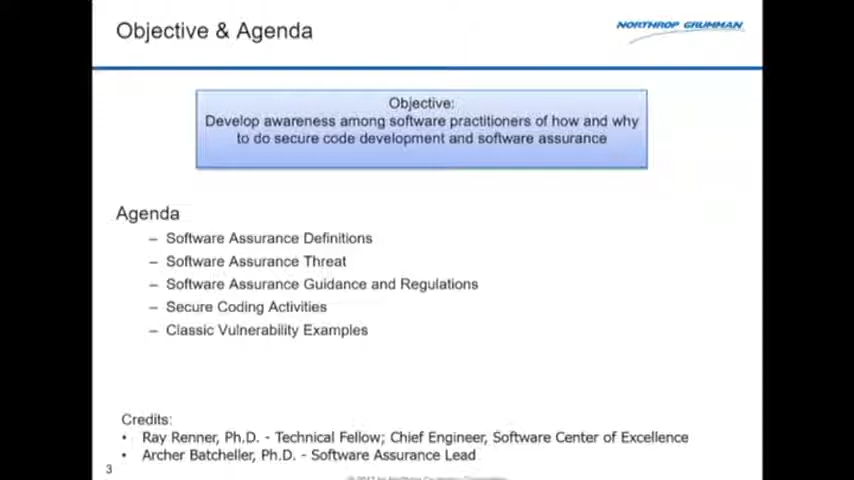 Objective & Agenda
NORTHROP GRUMMAN
Objective:
Develop awareness among software practitioners of how and why
to do secure code development and software assurance
Agenda
– Software Assurance Definitions
– Software Assurance Threat
– Software Assurance Guidance and Regulations
– Secure Coding Activities
– Classic Vulnerability Examples
Credits:
• Ray Renner, Ph.D. - Technical Fellow; Chief Engineer, Software Center of Excellence
• Archer Batcheller, Ph.D. - Software Assurance Lead
3